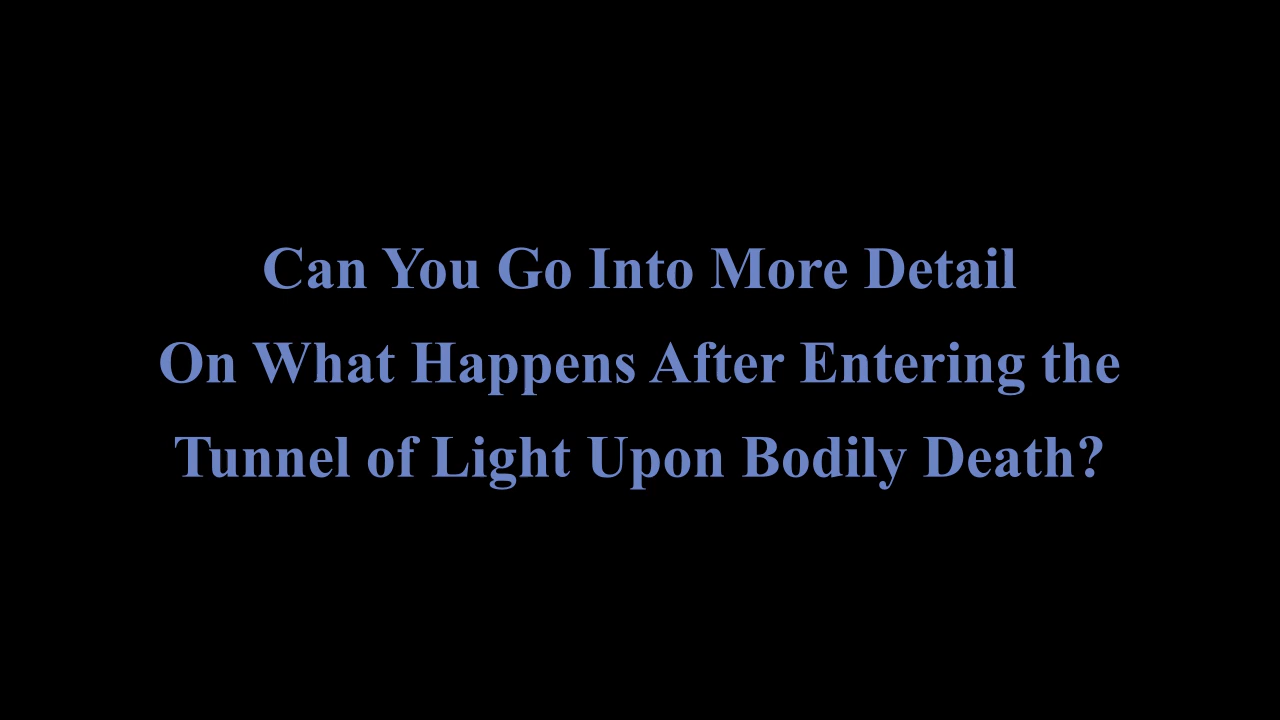 Can You Go Into More Detail
On What Happens After Entering the
Tunnel of Light Upon Bodily Death?